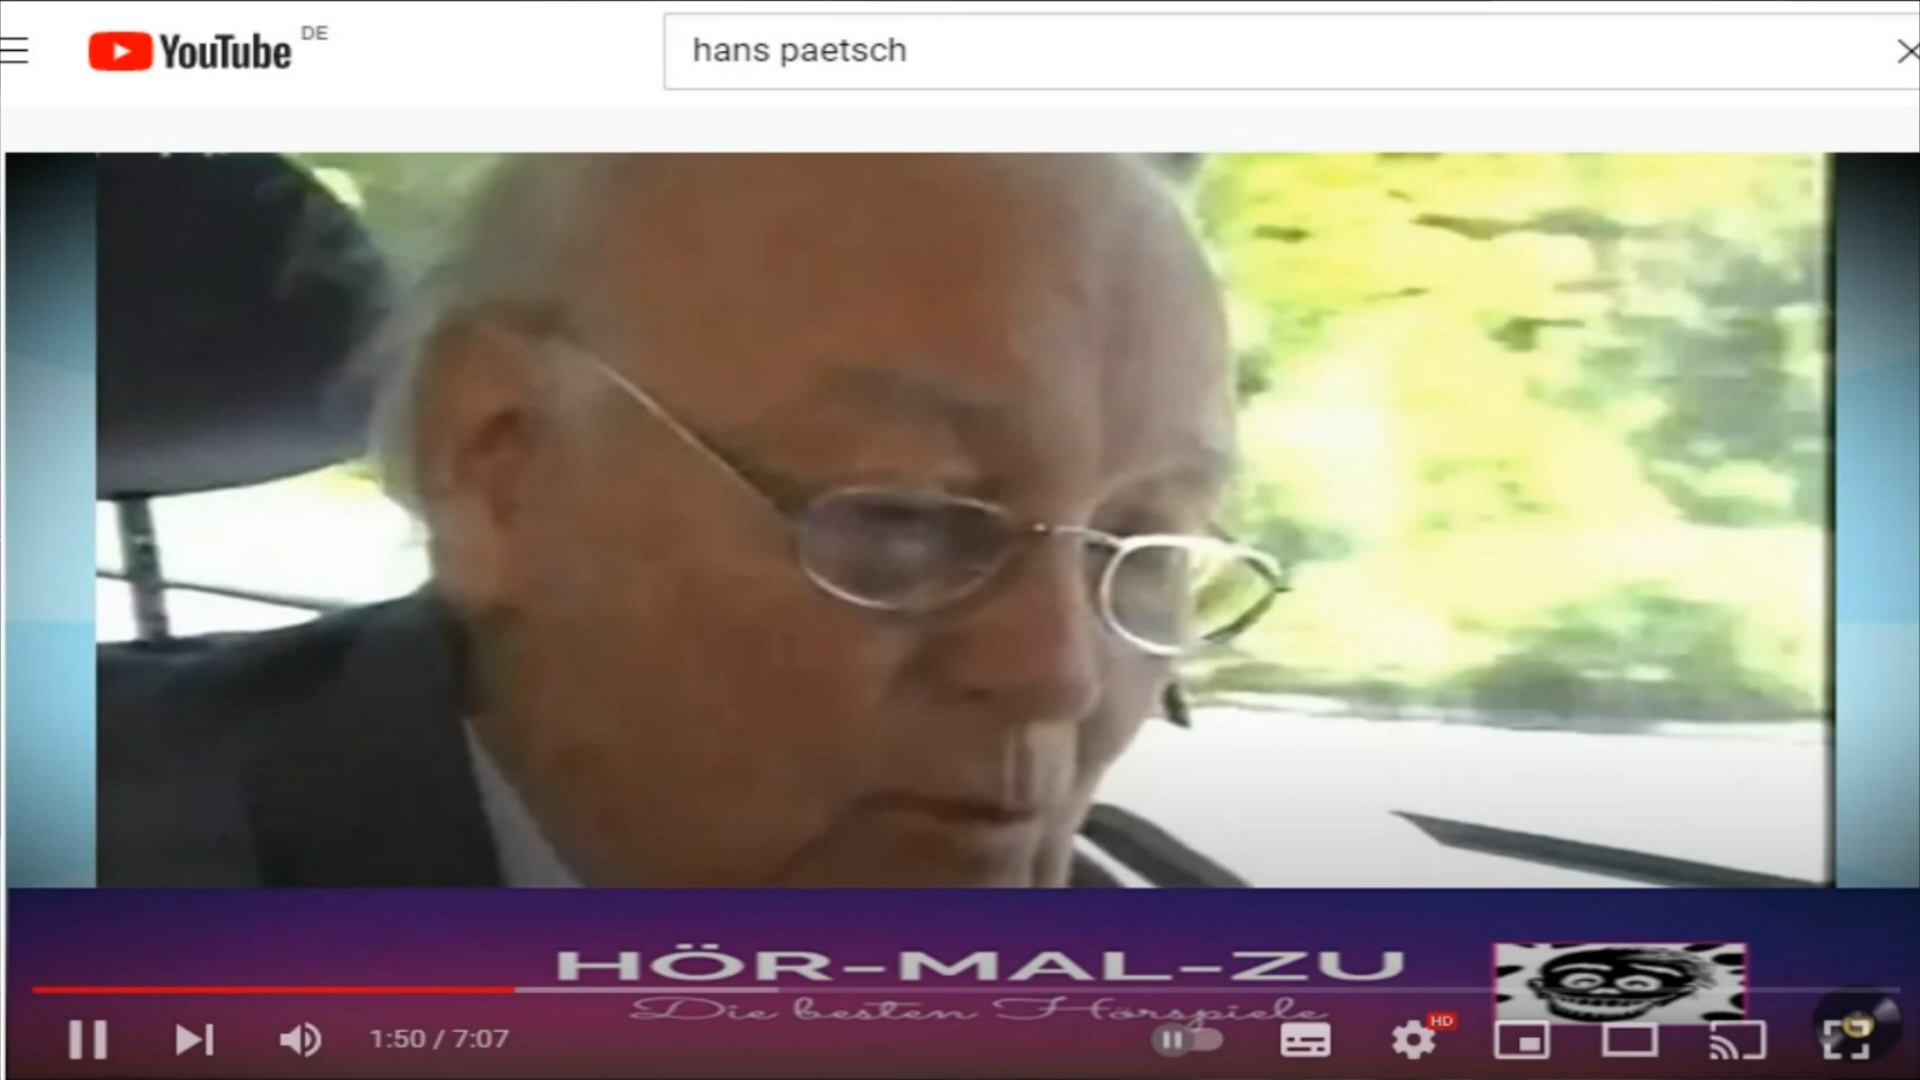 YouTube DE
hans paetsch
HÖR-MAL-ZU
Die besten Hörspiele
1:50 / 7:07
HD